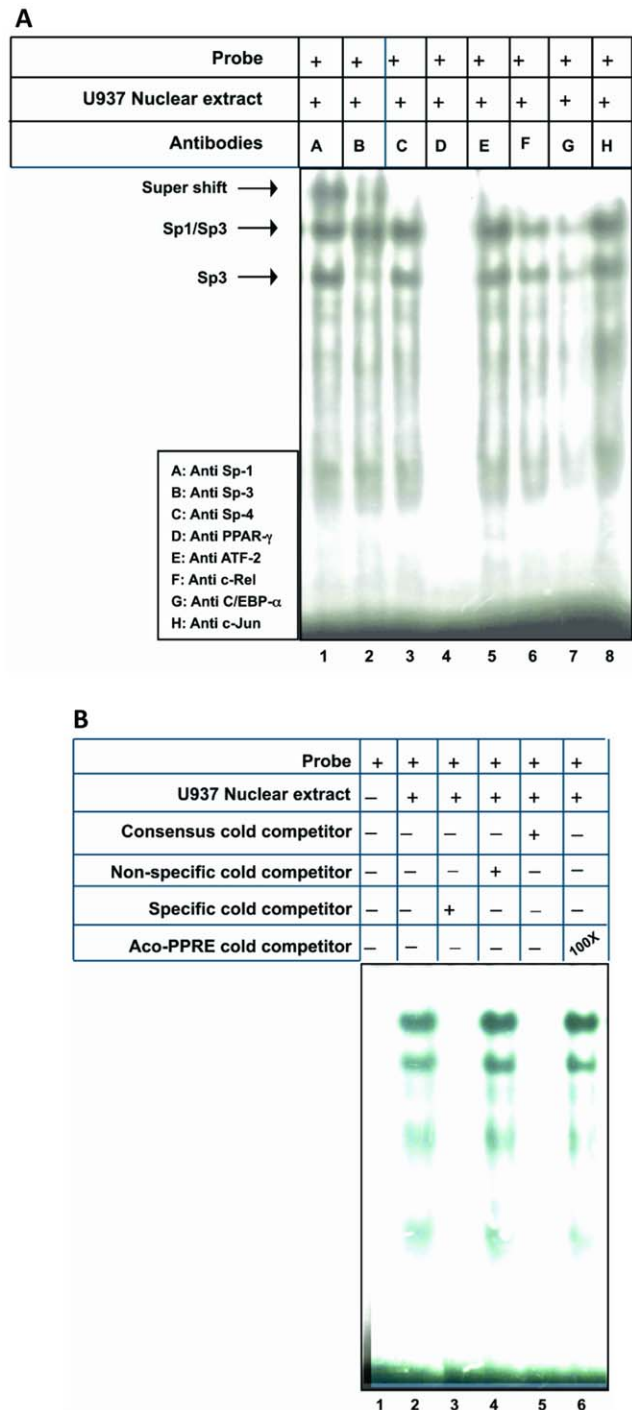 A
Probe + + + + + + + +
U937 Nuclear extract + + + + + + + +
Antibodies A B C D E F G H
Super shift
Sp1/Sp3
Sp3
A: Anti Sp-1
B: Anti Sp-3
C: Anti Sp-4
D: Anti PPAR-γ
E: Anti ATF-2
F: Anti c-Rel
G: Anti C/EBP-α
H: Anti c-Jun
1 2 3 4 5 6 7 8
B
Probe + + + + + +
U937 Nuclear extract – + + + + +
Consensus cold competitor – – – – + –
Non-specific cold competitor – – – + – –
Specific cold competitor – – + – – –
Aco-PPRE cold competitor – – – – – 100X
1 2 3 4 5 6